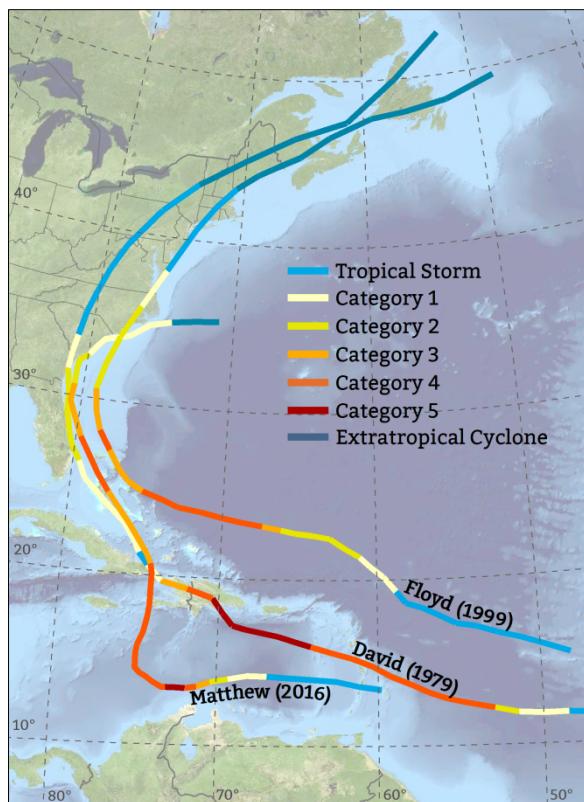 40°
Tropical Storm
Category 1
Category 2
Category 3
30°
Category 4
Category 5
Extratropical Cyclone
20°
Floyd (1999)
David (1979)
Matthew (2016)
10°
80°
70°
60°
50°